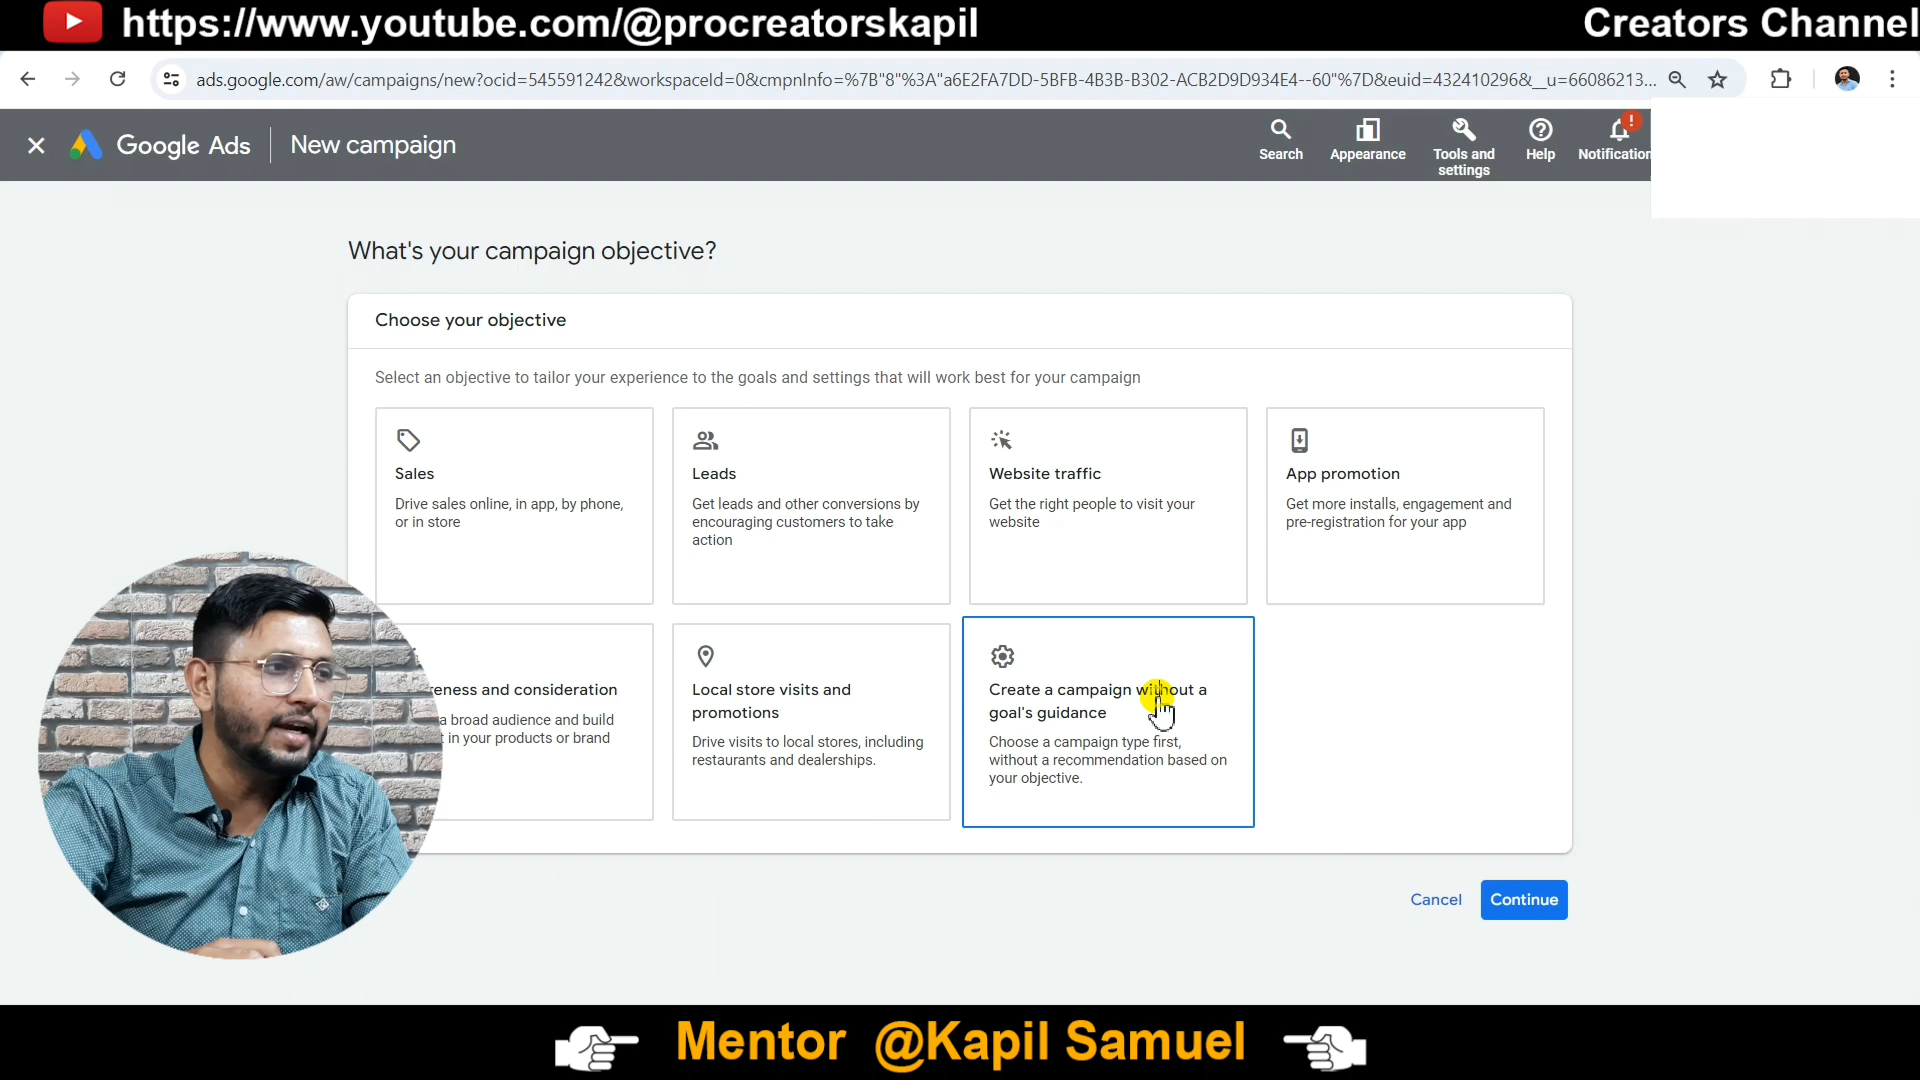 https://www.youtube.com/@procreatorskapil
Creators Channel
ads.google.com/aw/campaigns/new?ocid=545591242&workspaceId=0&cmpnInfo=%7B"8"%3A"a6E2FA7DD-5BFB-4B3B-B302-ACB2D9D934E4--60"%7D&euid=432410296&__u=66086213...
Google Ads
New campaign
Search
Appearance
Tools and
settings
Help
Notification
What's your campaign objective?
Choose your objective
Select an objective to tailor your experience to the goals and settings that will work best for your campaign
Sales
Drive sales online, in app, by phone,
or in store
Leads
Get leads and other conversions by
encouraging customers to take
action
Website traffic
Get the right people to visit your
website
App promotion
Get more installs, engagement and
pre-registration for your app
eness and consideration
a broad audience and build
t in your products or brand
Local store visits and
promotions
Drive visits to local stores, including
restaurants and dealerships.
Create a campaign without a
goal's guidance
Choose a campaign type first,
without a recommendation based on
your objective.
Cancel
Continue
Mentor @Kapil Samuel